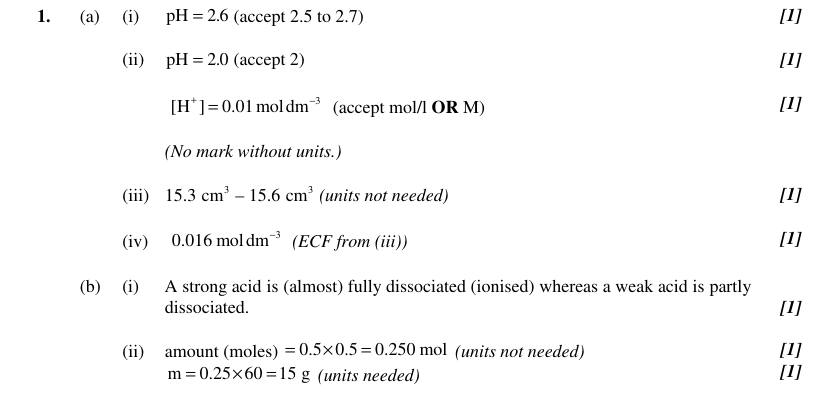 1. (a) (i) pH = 2.6 (accept 2.5 to 2.7) [1]
(ii) pH = 2.0 (accept 2) [1]
[H⁺] = 0.01 mol dm⁻³ (accept mol/l OR M) [1]
(No mark without units.)
(iii) 15.3 cm³ – 15.6 cm³ (units not needed) [1]
(iv) 0.016 mol dm⁻³ (ECF from (iii)) [1]
(b) (i) A strong acid is (almost) fully dissociated (ionised) whereas a weak acid is partly
dissociated. [1]
(ii) amount (moles) = 0.5×0.5 = 0.250 mol (units not needed) [1]
m = 0.25×60 = 15 g (units needed) [1]